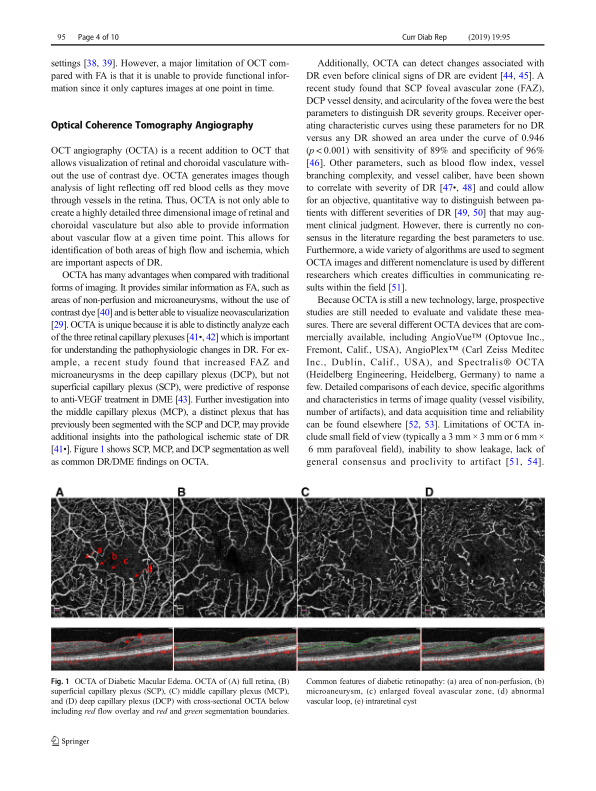 95 Page 4 of 10 Curr Diab Rep (2019) 19:95
settings [38, 39]. However, a major limitation of OCT com-
pared with FA is that it is unable to provide functional infor-
mation since it only captures images at one point in time.
Optical Coherence Tomography Angiography
OCT angiography (OCTA) is a recent addition to OCT that
allows visualization of retinal and choroidal vasculature with-
out the use of contrast dye. OCTA generates images though
analysis of light reflecting off red blood cells as they move
through vessels in the retina. Thus, OCTA is not only able to
create a highly detailed three dimensional image of retinal and
choroidal vasculature but also able to provide information
about vascular flow at a given time point. This allows for
identification of both areas of high flow and ischemia, which
are important aspects of DR.
OCTA has many advantages when compared with traditional
forms of imaging. It provides similar information as FA, such as
areas of non-perfusion and microaneurysms, without the use of
contrast dye [40] and is better able to visualize neovascularization
[29]. OCTA is unique because it is able to distinctly analyze each
of the three retinal capillary plexuses [41•, 42] which is important
for understanding the pathophysiologic changes in DR. For ex-
ample, a recent study found that increased FAZ and
microaneurysms in the deep capillary plexus (DCP), but not
superficial capillary plexus (SCP), were predictive of response
to anti-VEGF treatment in DME [43]. Further investigation into
the middle capillary plexus (MCP), a distinct plexus that has
previously been segmented with the SCP and DCP, may provide
additional insights into the pathological ischemic state of DR
[41•]. Figure 1 shows SCP, MCP, and DCP segmentation as well
as common DR/DME findings on OCTA.
Additionally, OCTA can detect changes associated with
DR even before clinical signs of DR are evident [44, 45]. A
recent study found that SCP foveal avascular zone (FAZ),
DCP vessel density, and acircularity of the fovea were the best
parameters to distinguish DR severity groups. Receiver oper-
ating characteristic curves using these parameters for no DR
versus any DR showed an area under the curve of 0.946
(p < 0.001) with sensitivity of 89% and specificity of 96%
[46]. Other parameters, such as blood flow index, vessel
branching complexity, and vessel caliber, have been shown
to correlate with severity of DR [47•, 48] and could allow
for an objective, quantitative way to distinguish between pa-
tients with different severities of DR [49, 50] that may aug-
ment clinical judgment. However, there is currently no con-
sensus in the literature regarding the best parameters to use.
Furthermore, a wide variety of algorithms are used to segment
OCTA images and different nomenclature is used by different
researchers which creates difficulties in communicating re-
sults within the field [51].
Because OCTA is still a new technology, large, prospective
studies are still needed to evaluate and validate these mea-
sures. There are several different OCTA devices that are com-
mercially available, including AngioVue™ (Optovue Inc.,
Fremont, Calif., USA), AngioPlex™ (Carl Zeiss Meditec
Inc., Dublin, Calif., USA), and Spectralis® OCTA
(Heidelberg Engineering, Heidelberg, Germany) to name a
few. Detailed comparisons of each device, specific algorithms
and characteristics in terms of image quality (vessel visibility,
number of artifacts), and data acquisition time and reliability
can be found elsewhere [52, 53]. Limitations of OCTA in-
clude small field of view (typically a 3 mm × 3 mm or 6 mm ×
6 mm parafoveal field), inability to show leakage, lack of
general consensus and proclivity to artifact [51, 54].
A B C D
a
b
c
d
e
Fig. 1 OCTA of Diabetic Macular Edema. OCTA of (A) full retina, (B)
superficial capillary plexus (SCP), (C) middle capillary plexus (MCP),
and (D) deep capillary plexus (DCP) with cross-sectional OCTA below
including red flow overlay and red and green segmentation boundaries.
Common features of diabetic retinopathy: (a) area of non-perfusion, (b)
microaneurysm, (c) enlarged foveal avascular zone, (d) abnormal
vascular loop, (e) intraretinal cyst
Springer